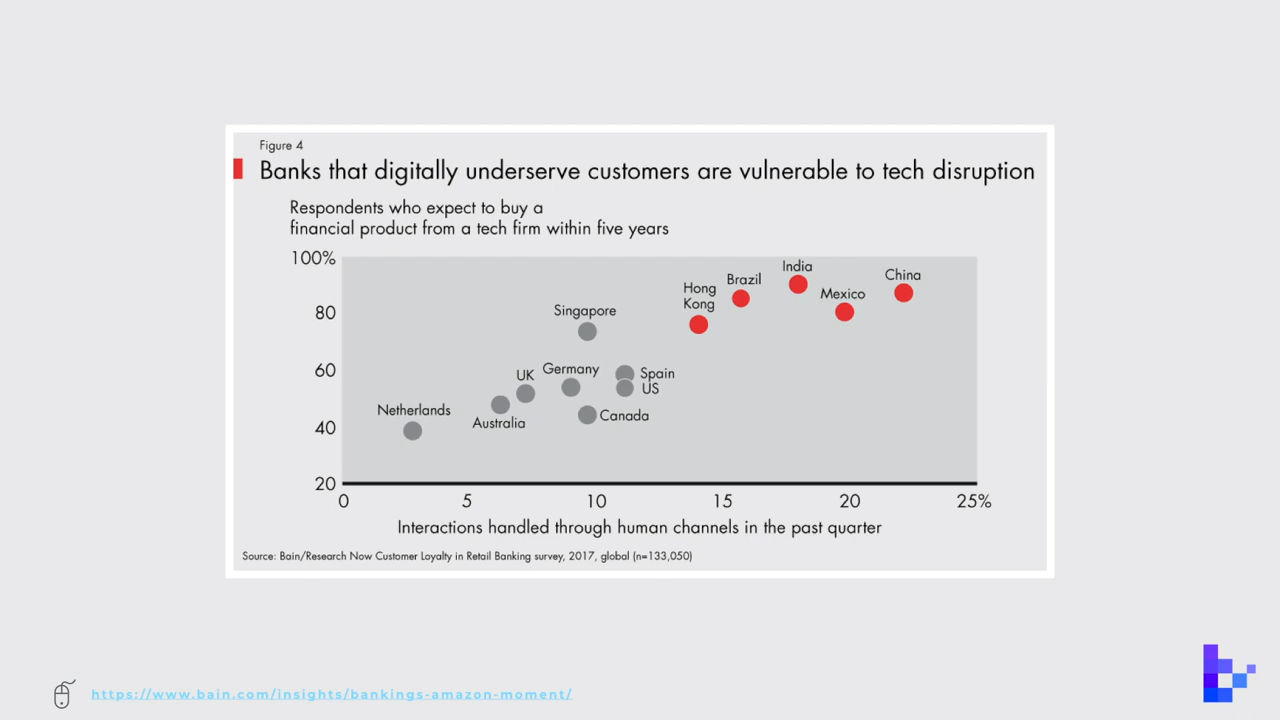 Figure 4
Banks that digitally underserve customers are vulnerable to tech disruption
Respondents who expect to buy a
financial product from a tech firm within five years
100%
80
60
40
20
0
5
10
15
20
25%
Netherlands
Australia
UK
Germany
Singapore
Canada
Spain
US
Hong
Kong
Brazil
India
Mexico
China
Interactions handled through human channels in the past quarter
Source: Bain/Research Now Customer Loyalty in Retail Banking survey, 2017, global (n=133,050)
https://www.bain.com/insights/bankings-amazon-moment/